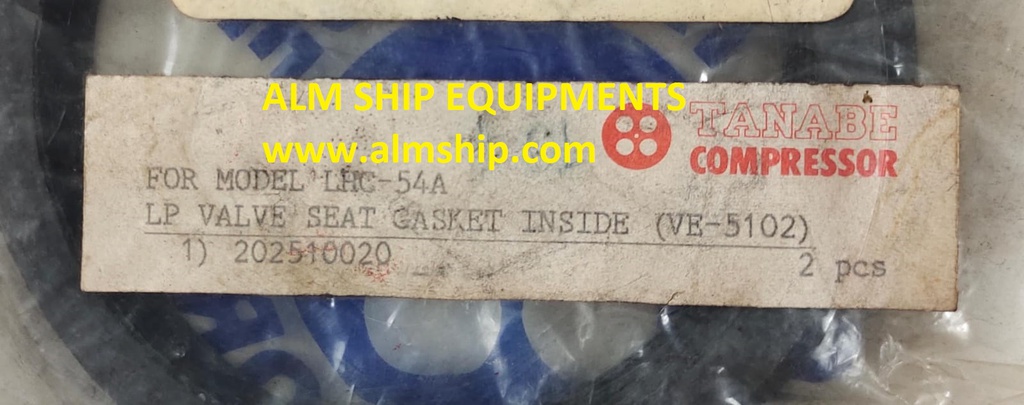 ALM SHIP EQUIPMENTS
www.almship.com
TANABE
COMPRESSOR
FOR MODEL LHC-54A
LP VALVE SEAT GASKET INSIDE (VE-5102)
1) 202510020
2 pcs